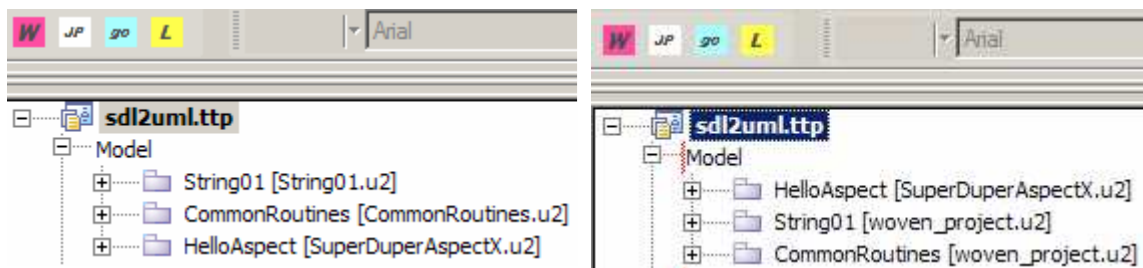 W JP go L Arial
sdl2uml.ttp
Model
String01 [String01.u2]
CommonRoutines [CommonRoutines.u2]
HelloAspect [SuperDuperAspectX.u2]
W JP go L Arial
sdl2uml.ttp
Model
HelloAspect [SuperDuperAspectX.u2]
String01 [woven_project.u2]
CommonRoutines [woven_project.u2]